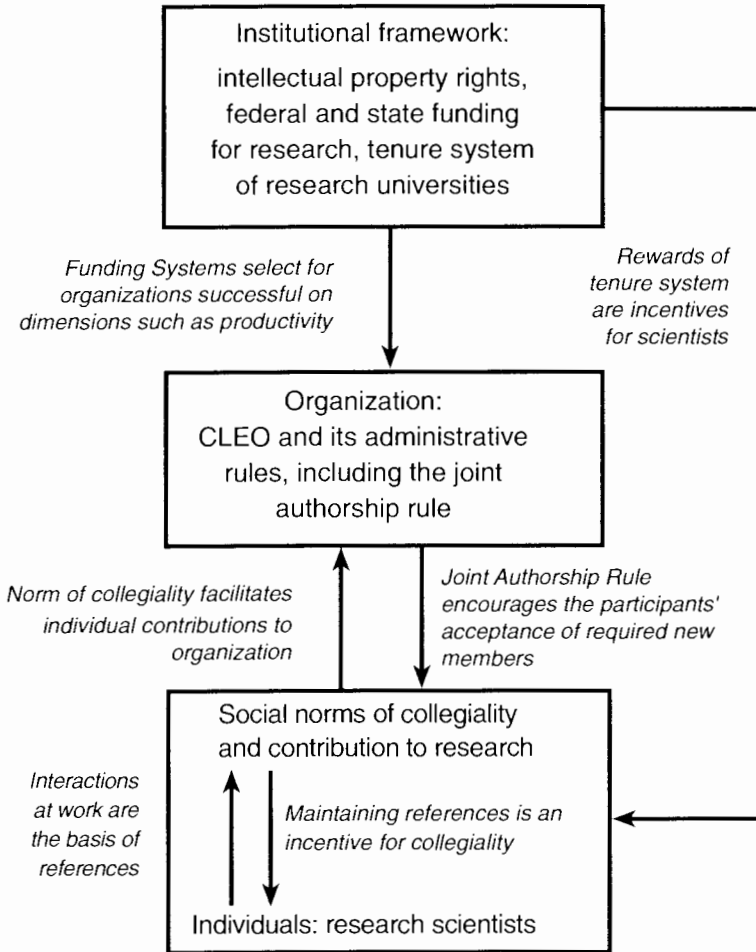 Institutional framework:
intellectual property rights,
federal and state funding
for research, tenure system
of research universities
Funding Systems select for
organizations successful on
dimensions such as productivity
Rewards of
tenure system
are incentives
for scientists
Organization:
CLEO and its administrative
rules, including the joint
authorship rule
Norm of collegiality facilitates
individual contributions to
organization
Joint Authorship Rule
encourages the participants'
acceptance of required new
members
Social norms of collegiality
and contribution to research
Interactions
at work are
the basis of
references
Maintaining references is an
incentive for collegiality
Individuals: research scientists